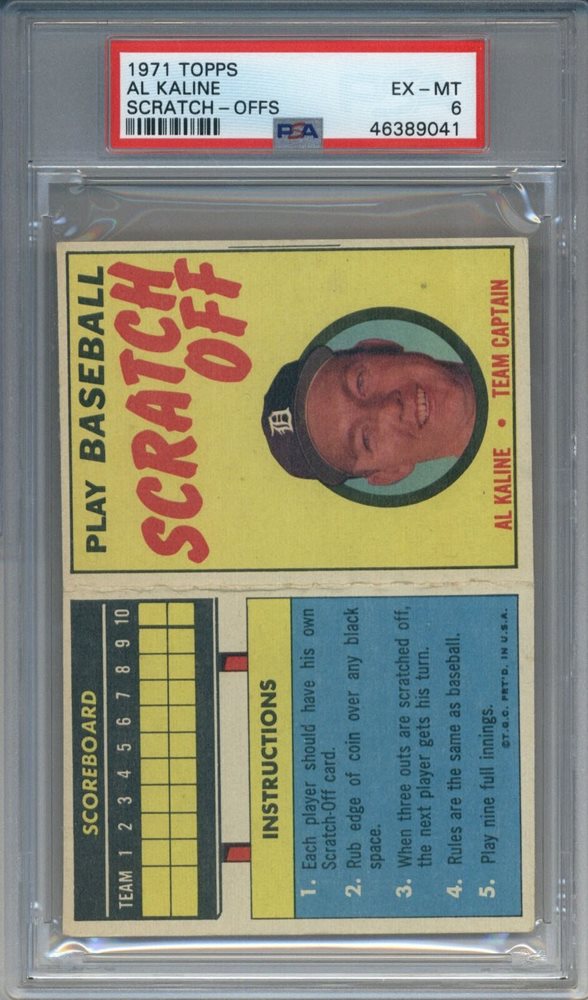 1971 TOPPS
AL KALINE
SCRATCH-OFFS
EX-MT
6
46389041
PSA
PLAY BASEBALL
SCRATCH
OFF
D
AL KALINE • TEAM CAPTAIN
SCOREBOARD
TEAM 1 2 3 4 5 6 7 8 9 10
INSTRUCTIONS
1. Each player should have his own
Scratch-Off card.
2. Rub edge of coin over any black
space.
3. When three outs are scratched off,
the next player gets his turn.
4. Rules are the same as baseball.
5. Play nine full innings.
©T.G.C. PRT'D. IN U.S.A.